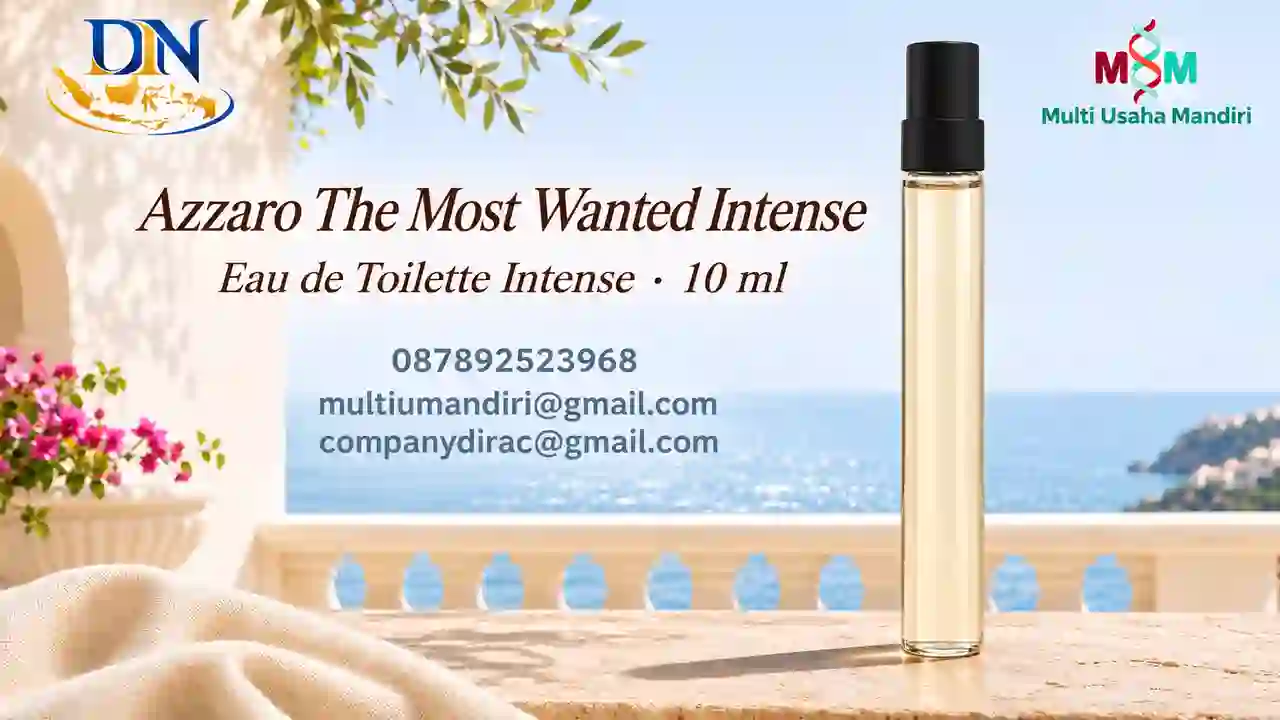 DN
MSM
Multi Usaha Mandiri
Azzaro The Most Wanted Intense
Eau de Toilette Intense · 10 ml
087892523968
multiumandiri@gmail.com
companydirac@gmail.com